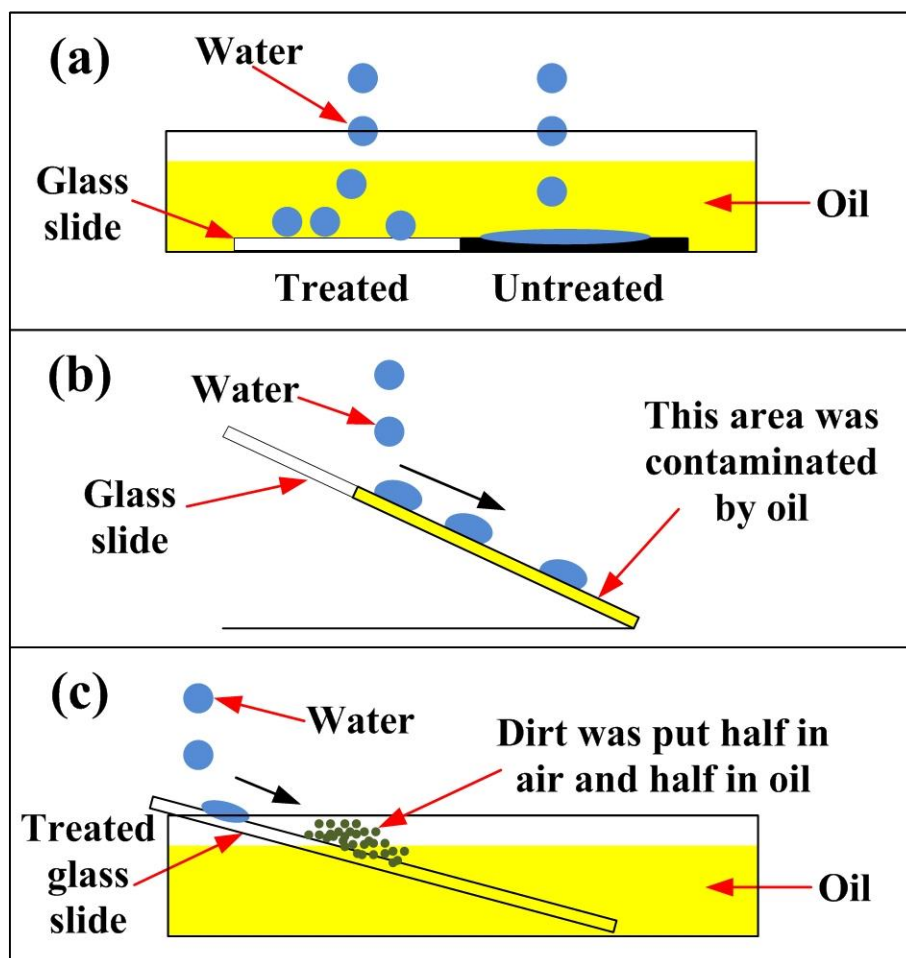 (a)
Water
Glass
slide
Oil
Treated
Untreated
(b)
Water
Glass
slide
This area was
contaminated
by oil
(c)
Water
Dirt was put half in
air and half in oil
Treated
glass
slide
Oil